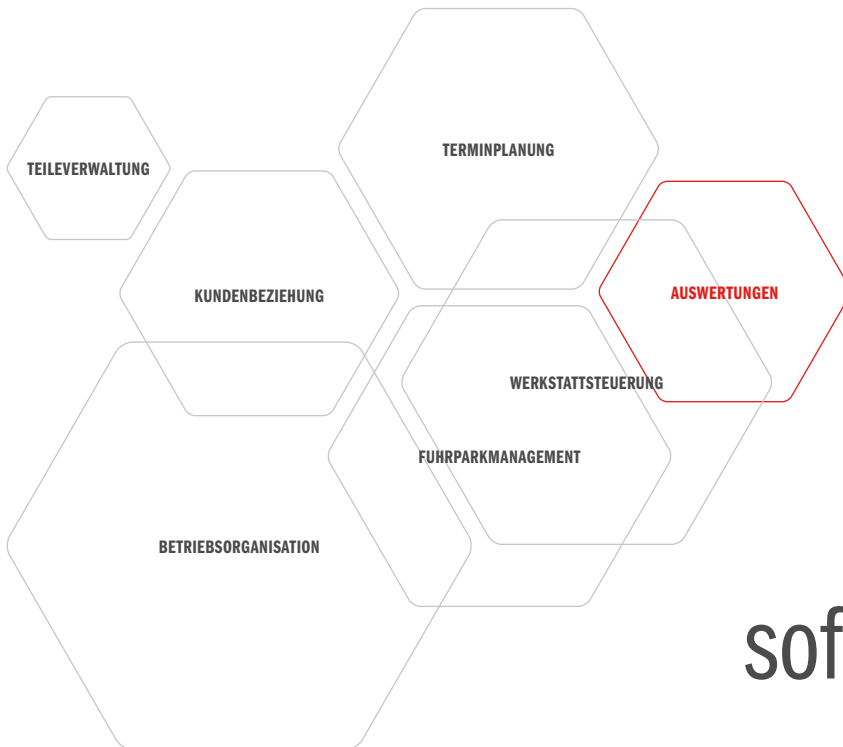 TERMINPLANUNG
TEILEVERWALTUNG
AUSWERTUNGEN
KUNDENBEZIEHUNG
WERKSTATTSTEUERUNG
FUHRPARKMANAGEMENT
BETRIEBSORGANISATION
sof